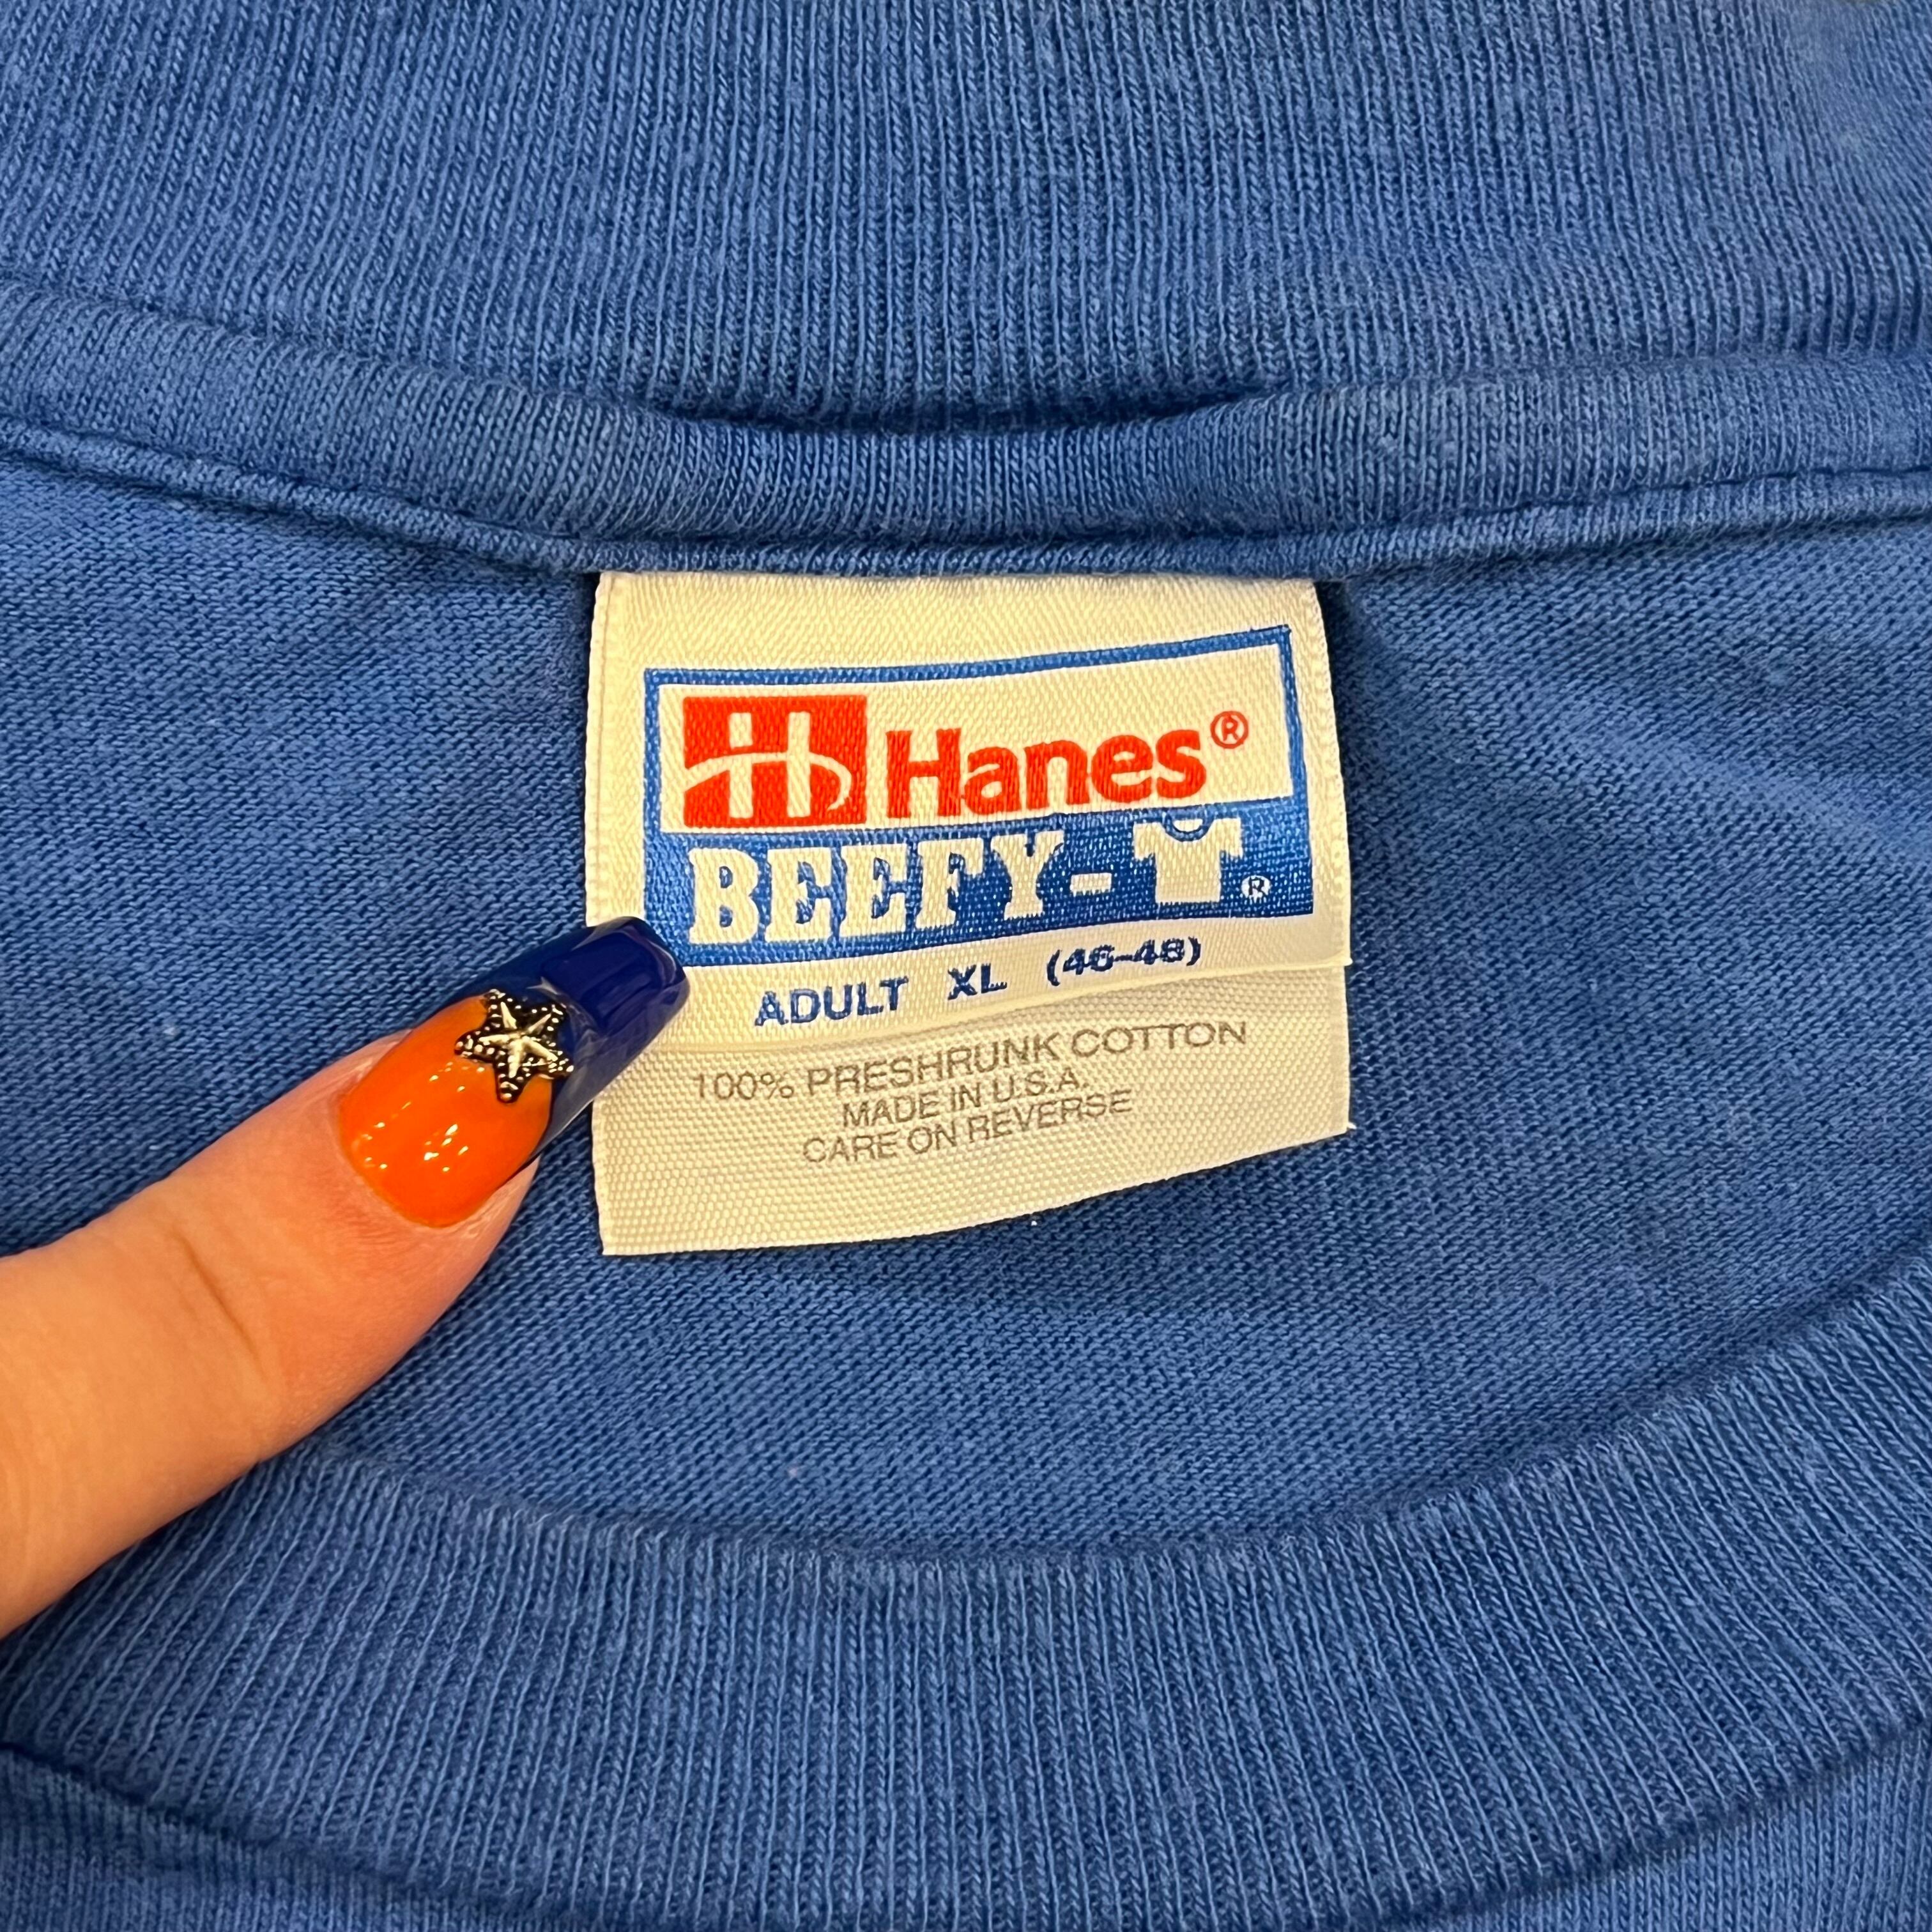 H Hanes®
BEEFY-T®
ADULT XL (46-48)
100% PRESHRUNK COTTON
MADE IN U.S.A.
CARE ON REVERSE